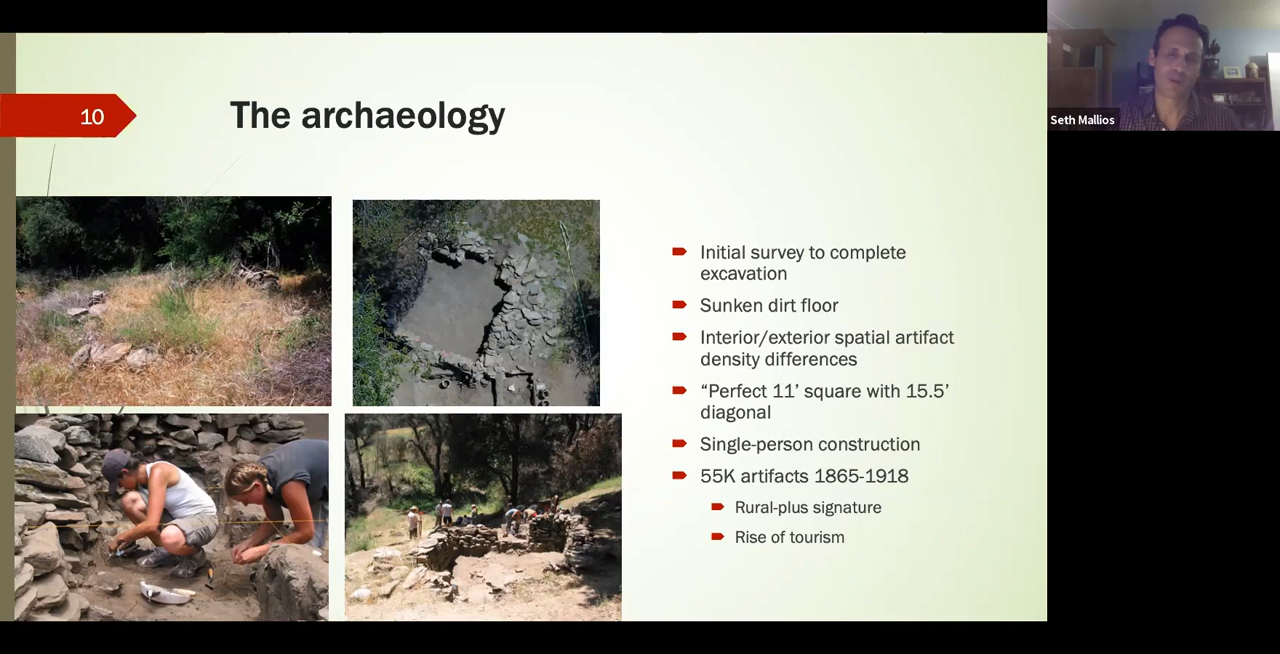 10
The archaeology
Seth Mallios
Initial survey to complete
excavation
Sunken dirt floor
Interior/exterior spatial artifact
density differences
“Perfect 11’ square with 15.5’
diagonal
Single-person construction
55K artifacts 1865-1918
Rural-plus signature
Rise of tourism